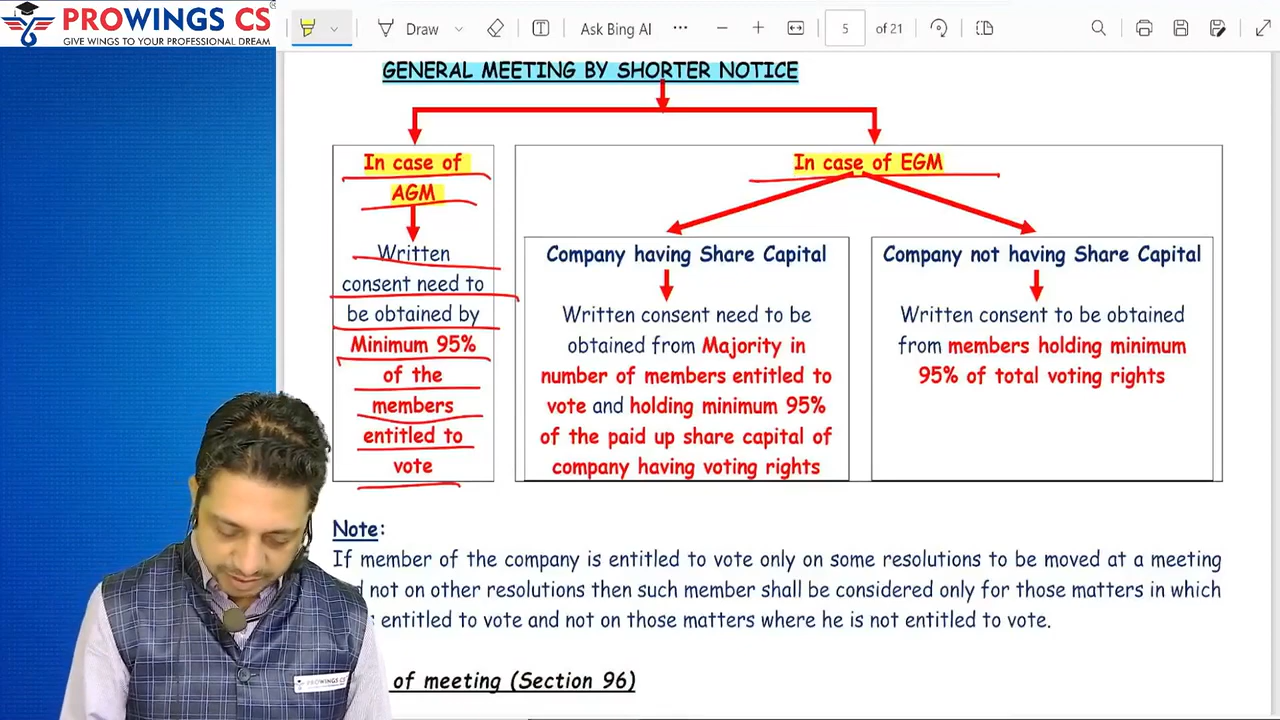 PROWINGS CS
GIVE WINGS TO YOUR PROFESSIONAL DREAM
Draw
Ask Bing AI
5
of 21
GENERAL MEETING BY SHORTER NOTICE
In case of
AGM
Written
consent need to
be obtained by
Minimum 95%
of the
members
entitled to
vote
In case of EGM
Company having Share Capital
Written consent need to be
obtained from Majority in
number of members entitled to
vote and holding minimum 95%
of the paid up share capital of
company having voting rights
Company not having Share Capital
Written consent to be obtained
from members holding minimum
95% of total voting rights
Note:
If member of the company is entitled to vote only on some resolutions to be moved at a meeting
not on other resolutions then such member shall be considered only for those matters in which
entitled to vote and not on those matters where he is not entitled to vote.
of meeting (Section 96)